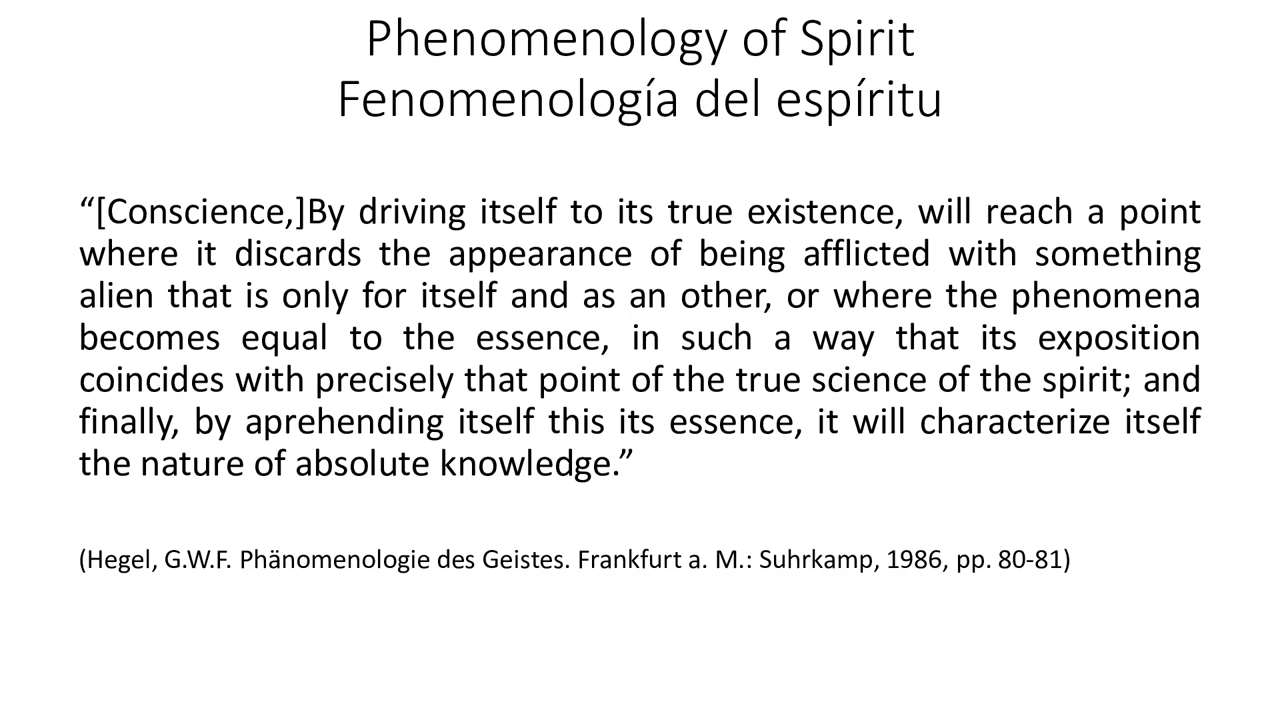 Phenomenology of Spirit
Fenomenología del espíritu
“[Conscience,]By driving itself to its true existence, will reach a point
where it discards the appearance of being afflicted with something
alien that is only for itself and as an other, or where the phenomena
becomes equal to the essence, in such a way that its exposition
coincides with precisely that point of the true science of the spirit; and
finally, by aprehending itself this its essence, it will characterize itself
the nature of absolute knowledge.”
(Hegel, G.W.F. Phänomenologie des Geistes. Frankfurt a. M.: Suhrkamp, 1986, pp. 80-81)